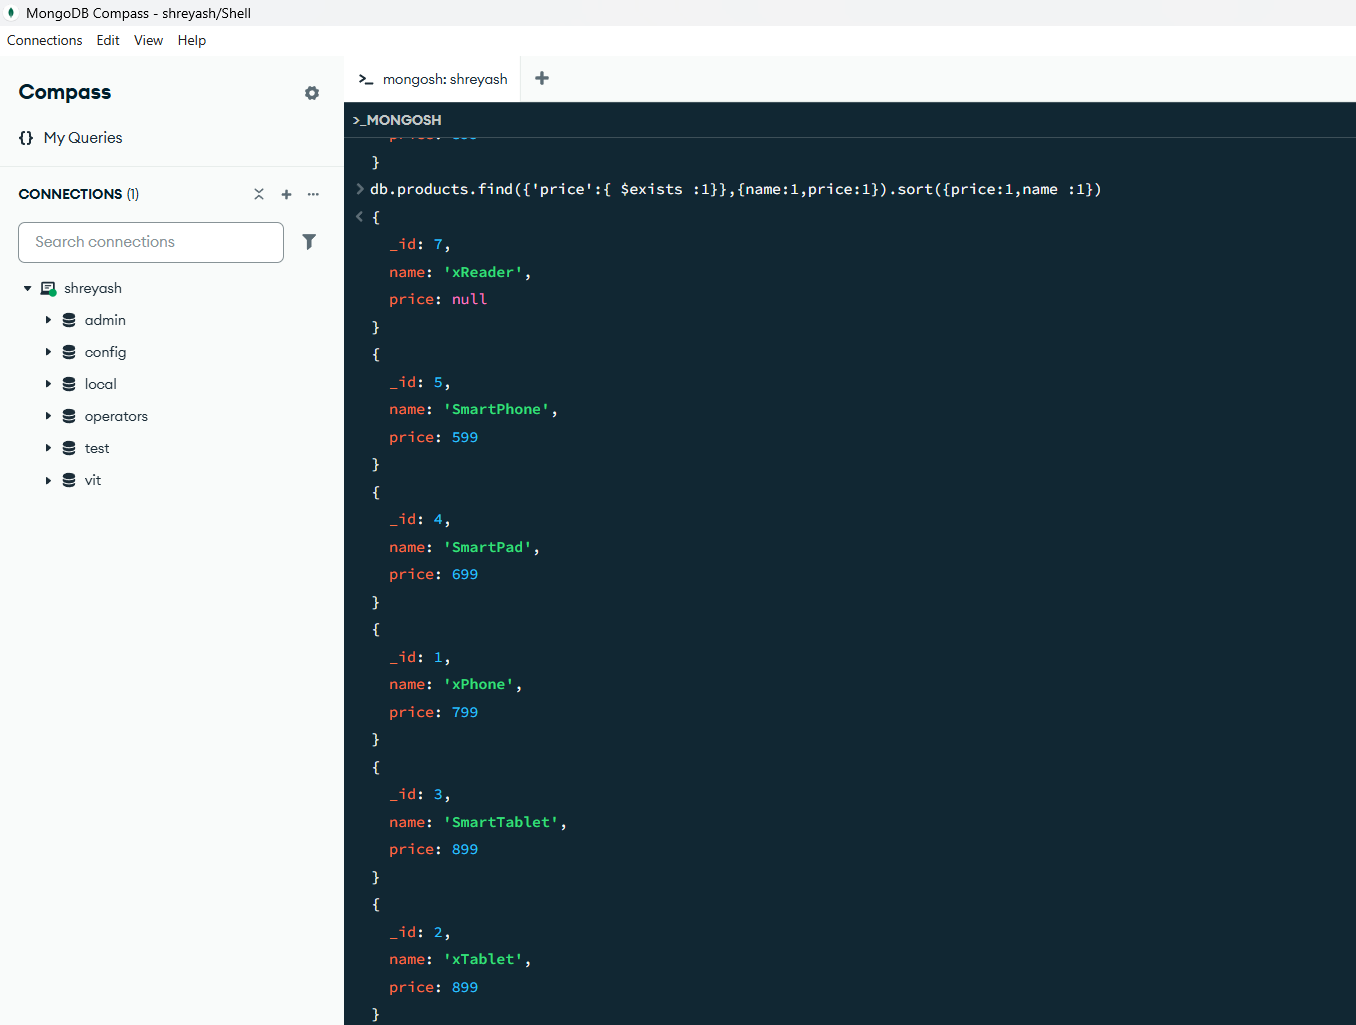 MongoDB Compass - shreyash/Shell
Connections Edit View Help
Compass
{} My Queries
CONNECTIONS (1)
Search connections
shreyash
admin
config
local
operators
test
vit
>_ mongosh: shreyash +
>_MONGOSH
}
> db.products.find({'price':{ $exists :1}},{name:1,price:1}).sort({price:1,name :1})
< {
_id: 7,
name: 'xReader',
price: null
}
{
_id: 5,
name: 'SmartPhone',
price: 599
}
{
_id: 4,
name: 'SmartPad',
price: 699
}
{
_id: 1,
name: 'xPhone',
price: 799
}
{
_id: 3,
name: 'SmartTablet',
price: 899
}
{
_id: 2,
name: 'xTablet',
price: 899
}